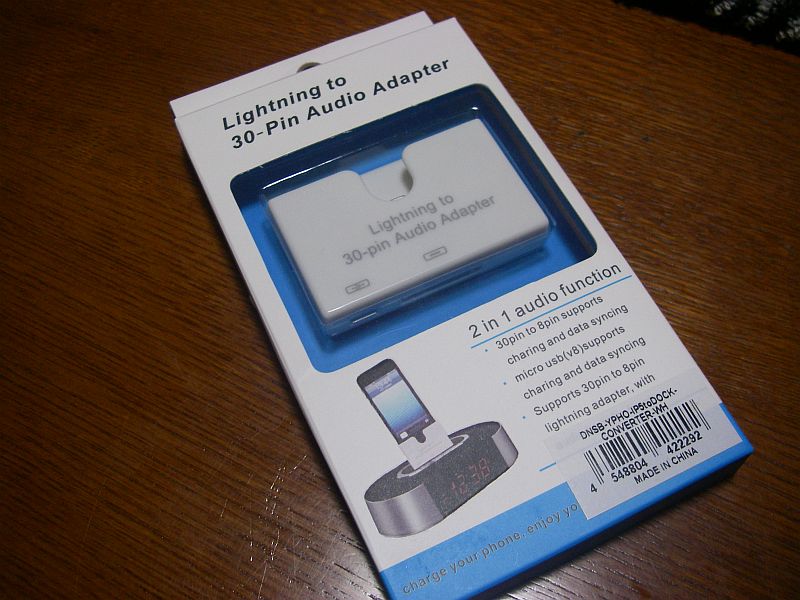 Lightning to
30-Pin Audio Adapter
Lightning to
30-pin Audio Adapter
2 in 1 audio function
30pin to 8pin supports
charing and data syncing
micro usb(v8)supports
charing and data syncing
Supports 30pin to 8pin
lightning adapter, with
DNSB-YPHO-iP5toDOCK-
CONVERTER-WH
4 548804 422292
MADE IN CHINA
12:38
charge your phone, enjoy yo